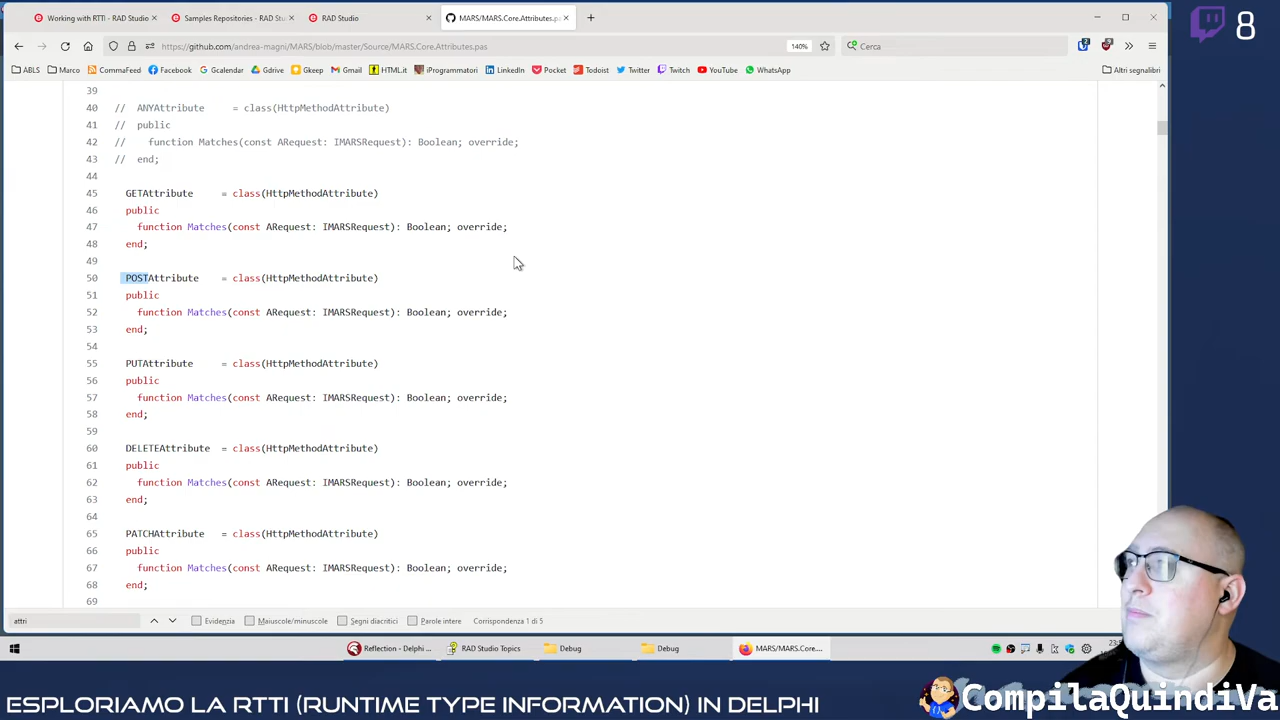 Working with RTTI - RAD Studio
Samples Repositories - RAD Stu
RAD Studio
MARS/MARS.Core.Attributes.pa
8
https://github.com/andrea-magni/MARS/blob/master/Source/MARS.Core.Attributes.pas
140%
Cerca
ABLS
Marco
CommaFeed
Facebook
Gcalendar
Gdrive
Gkeep
Gmail
HTML.it
iProgrammatori
LinkedIn
Pocket
Todoist
Twitter
Twitch
YouTube
WhatsApp
Altri segnalibri
39
40 // ANYAttribute = class(HttpMethodAttribute)
41 // public
42 // function Matches(const ARequest: IMARSRequest): Boolean; override;
43 // end;
44
45 GETAttribute = class(HttpMethodAttribute)
46 public
47 function Matches(const ARequest: IMARSRequest): Boolean; override;
48 end;
49
50 POSTAttribute = class(HttpMethodAttribute)
51 public
52 function Matches(const ARequest: IMARSRequest): Boolean; override;
53 end;
54
55 PUTAttribute = class(HttpMethodAttribute)
56 public
57 function Matches(const ARequest: IMARSRequest): Boolean; override;
58 end;
59
60 DELETEAttribute = class(HttpMethodAttribute)
61 public
62 function Matches(const ARequest: IMARSRequest): Boolean; override;
63 end;
64
65 PATCHAttribute = class(HttpMethodAttribute)
66 public
67 function Matches(const ARequest: IMARSRequest): Boolean; override;
68 end;
69
attri
Evidenzia
Maiuscole/minuscole
Segni diacritici
Parole intere
Corrispondenza 1 di 5
Reflection - Delphi ...
RAD Studio Topics
Debug
Debug
MARS/MARS.Core....
ESPLORIAMO LA RTTI (RUNTIME TYPE INFORMATION) IN DELPHI
CompilaQuindiVa